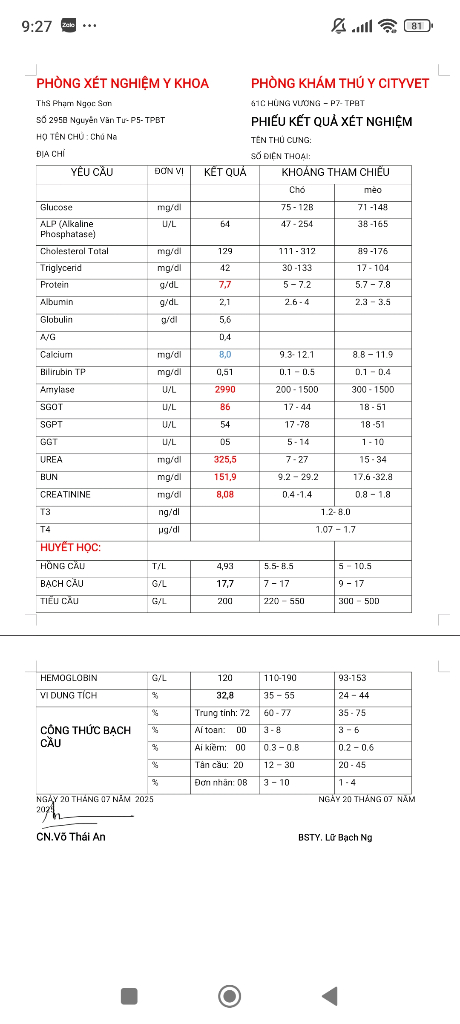 9:27 Zalo ... 81
PHÒNG XÉT NGHIỆM Y KHOA PHÒNG KHÁM THÚ Y CITYVET
ThS Phạm Ngọc Sơn 61C HÙNG VƯƠNG – P7- TPBT
SỐ 295B Nguyễn Văn Tư- P5- TPBT PHIẾU KẾT QUẢ XÉT NGHIỆM
HỌ TÊN CHỦ : Chú Na TÊN THÚ CƯNG:
ĐỊA CHỈ SỐ ĐIỆN THOẠI:
YÊU CẦU ĐƠN VỊ KẾT QUẢ KHOẢNG THAM CHIẾU
Chó mèo
Glucose mg/dl 75 - 128 71 -148
ALP (Alkaline U/L 64 47 - 254 38 -165
Phosphatase)
Cholesterol Total mg/dl 129 111 - 312 89 -176
Triglycerid mg/dl 42 30 -133 17 - 104
Protein g/dL 7,7 5 – 7.2 5.7 – 7.8
Albumin g/dL 2,1 2.6 - 4 2.3 – 3.5
Globulin g/dl 5,6
A/G 0,4
Calcium mg/dl 8,0 9.3- 12.1 8.8 – 11.9
Bilirubin TP mg/dl 0,51 0.1 – 0.5 0.1 – 0.4
Amylase U/L 2990 200 - 1500 300 - 1500
SGOT U/L 86 17 - 44 18 - 51
SGPT U/L 54 17 -78 18 -51
GGT U/L 05 5 - 14 1 - 10
UREA mg/dl 325,5 7 - 27 15 - 34
BUN mg/dl 151,9 9.2 – 29.2 17.6 -32.8
CREATININE mg/dl 8,08 0.4 -1,4 0.8 – 1.8
T3 ng/dl 1.2- 8.0
T4 µg/dl 1.07 – 1.7
HUYẾT HỌC:
HỒNG CẦU T/L 4,93 5.5- 8.5 5 – 10.5
BẠCH CẦU G/L 17,7 7 – 17 9 – 17
TIỂU CẦU G/L 200 220 – 550 300 – 500
HEMOGLOBIN G/L 120 110-190 93-153
VI DUNG TÍCH % 32,8 35 – 55 24 – 44
CÔNG THỨC BẠCH CẦU % Trung tính: 72 60 - 77 35 - 75
% Aí toan: 00 3 - 8 3 – 6
% Ai kiềm: 00 0.3 – 0.8 0.2 – 0.6
% Tân cầu: 20 12 – 30 20 - 45
% Đơn nhân: 08 3 – 10 1 - 4
NGÀY 20 THÁNG 07 NĂM 2025 NGÀY 20 THÁNG 07 NĂM
2025
CN.Võ Thái An BSTY. Lữ Bạch Ng